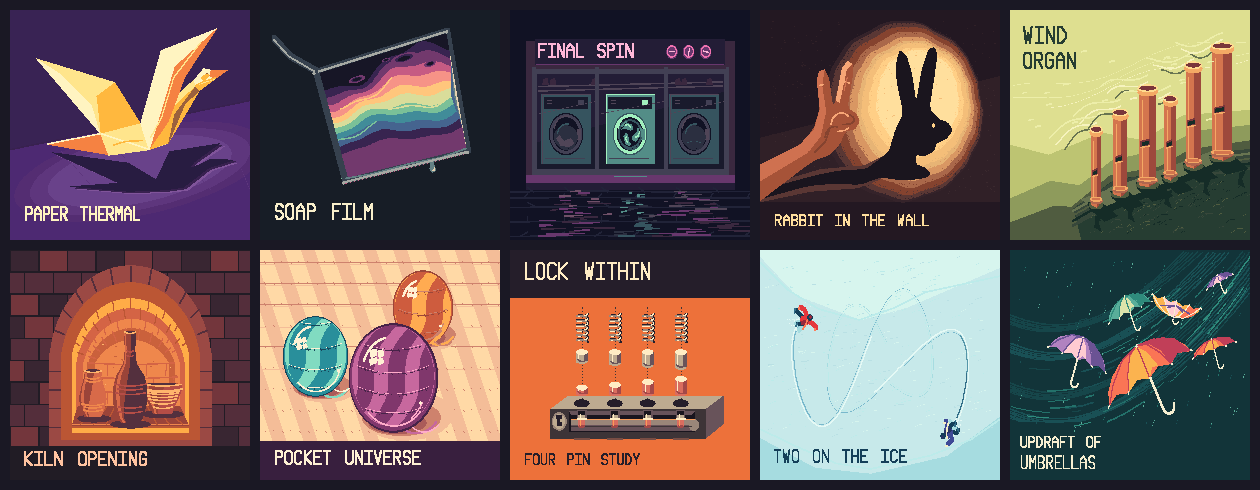 PAPER THERMAL
SOAP FILM
FINAL SPIN
RABBIT IN THE WALL
WIND
ORGAN
KILN OPENING
POCKET UNIVERSE
LOCK WITHIN
FOUR PIN STUDY
TWO ON THE ICE
UPDRAFT OF
UMBRELLAS